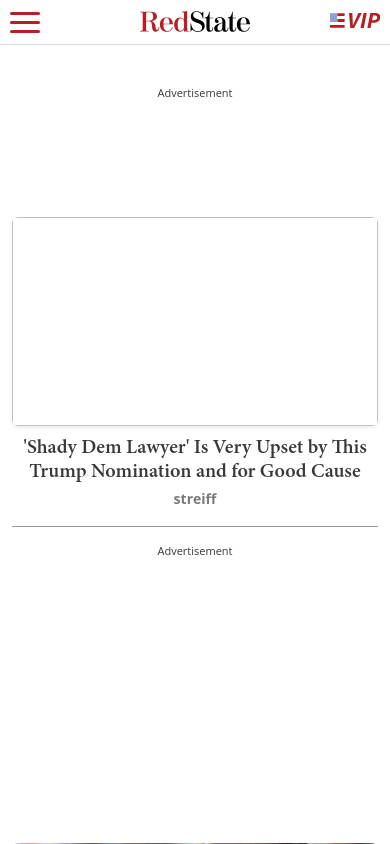 RedState
VIP
Advertisement
'Shady Dem Lawyer' Is Very Upset by This
Trump Nomination and for Good Cause
streiff
Advertisement